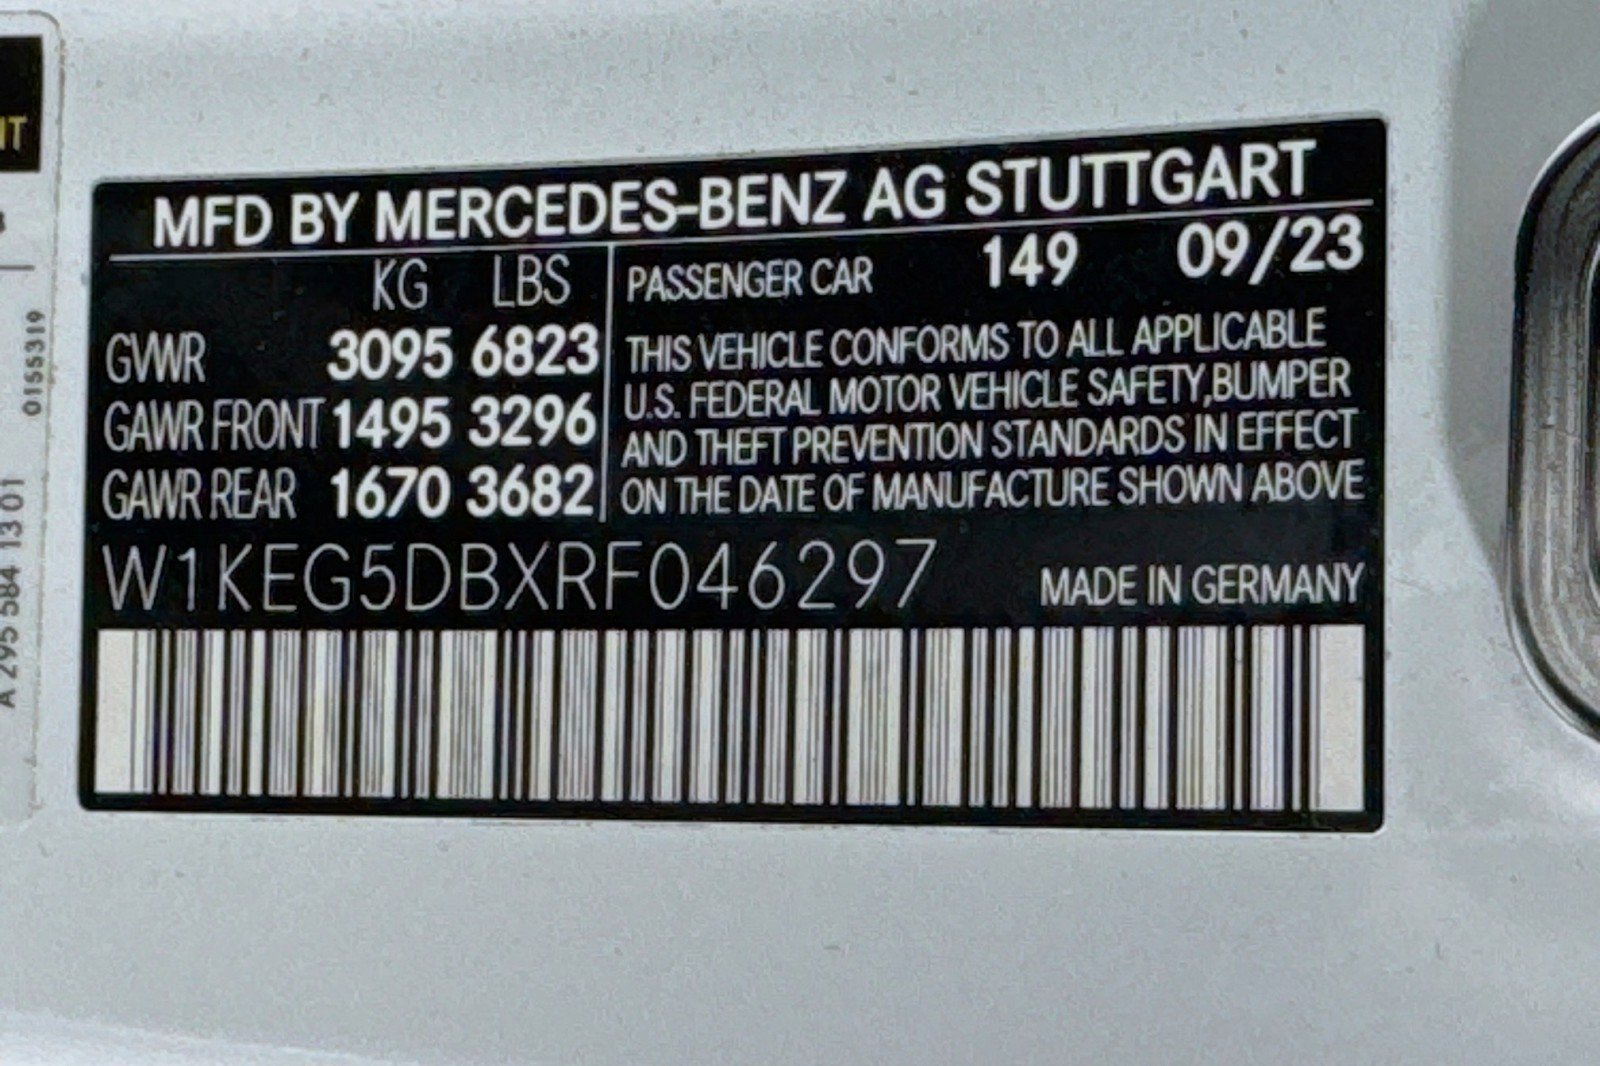 MFD BY MERCEDES-BENZ AG STUTTGART
KG LBS
GVWR 3095 6823
GAWR FRONT 1495 3296
GAWR REAR 1670 3682
PASSENGER CAR 149 09/23
THIS VEHICLE CONFORMS TO ALL APPLICABLE
U.S. FEDERAL MOTOR VEHICLE SAFETY,BUMPER
AND THEFT PREVENTION STANDARDS IN EFFECT
ON THE DATE OF MANUFACTURE SHOWN ABOVE
W1KEG5DBXRF046297
MADE IN GERMANY
A 295 584 13 01
01SS319